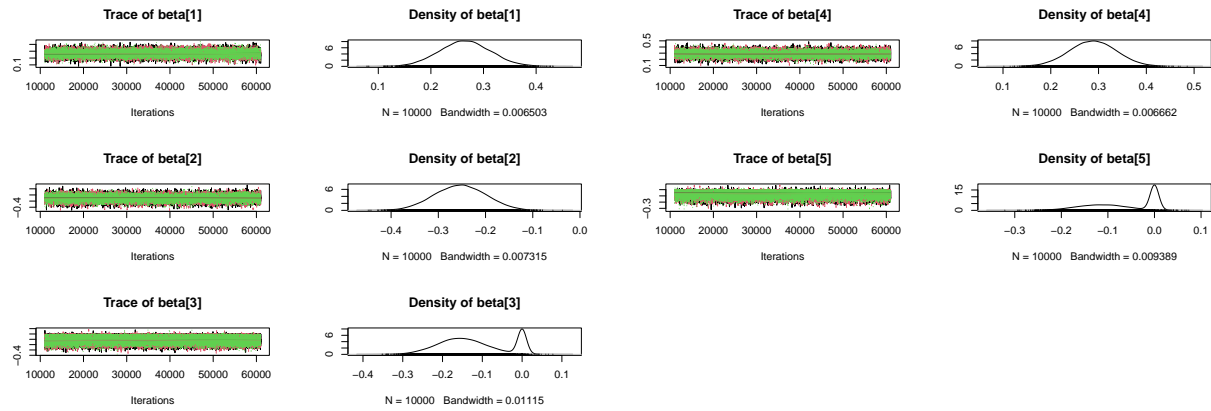 Trace of beta[1]
0.1
10000 20000 30000 40000 50000 60000
Iterations
Density of beta[1]
0 6
0.1 0.2 0.3 0.4
N = 10000 Bandwidth = 0.006503
Trace of beta[4]
0.1 0.5
10000 20000 30000 40000 50000 60000
Iterations
Density of beta[4]
0 6
0.1 0.2 0.3 0.4 0.5
N = 10000 Bandwidth = 0.006662
Trace of beta[2]
−0.4
10000 20000 30000 40000 50000 60000
Iterations
Density of beta[2]
0 6
−0.4 −0.3 −0.2 −0.1 0.0
N = 10000 Bandwidth = 0.007315
Trace of beta[5]
−0.3
10000 20000 30000 40000 50000 60000
Iterations
Density of beta[5]
0 15
−0.3 −0.2 −0.1 0.0 0.1
N = 10000 Bandwidth = 0.009389
Trace of beta[3]
−0.4
10000 20000 30000 40000 50000 60000
Iterations
Density of beta[3]
0 6
−0.4 −0.3 −0.2 −0.1 0.0 0.1
N = 10000 Bandwidth = 0.01115